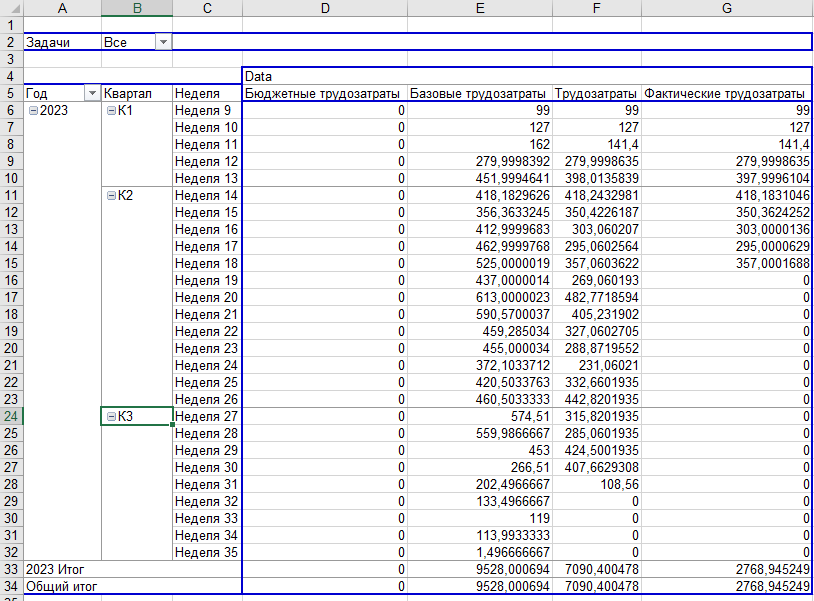 A B C D E F G
1
2 Задачи Все
3
4 Data
5 Год Квартал Неделя Бюджетные трудозатраты Базовые трудозатраты Трудозатраты Фактические трудозатраты
6 2023 К1 Неделя 9 0 99 99 99
7 Неделя 10 0 127 127 127
8 Неделя 11 0 162 141,4 141,4
9 Неделя 12 0 279,9998392 279,9998635 279,9998635
10 Неделя 13 0 451,9994641 398,0135839 397,9996104
11 К2 Неделя 14 0 418,1829626 418,2432981 418,1831046
12 Неделя 15 0 356,3633245 350,4226187 350,3624252
13 Неделя 16 0 412,9999683 303,060207 303,0000136
14 Неделя 17 0 462,9999768 295,0602564 295,0000629
15 Неделя 18 0 525,0000019 357,0603622 357,0001688
16 Неделя 19 0 437,0000014 269,060193 0
17 Неделя 20 0 613,0000023 482,7718594 0
18 Неделя 21 0 590,5700037 405,231902 0
19 Неделя 22 0 459,285034 327,0602705 0
20 Неделя 23 0 455,000034 288,8719552 0
21 Неделя 24 0 372,1033712 231,06021 0
22 Неделя 25 0 420,5033763 332,6601935 0
23 Неделя 26 0 460,5033333 442,8201935 0
24 К3 Неделя 27 0 574,51 315,8201935 0
25 Неделя 28 0 559,9866667 285,0601935 0
26 Неделя 29 0 453 424,5001935 0
27 Неделя 30 0 266,51 407,6629308 0
28 Неделя 31 0 202,4966667 108,56 0
29 Неделя 32 0 133,4966667 0 0
30 Неделя 33 0 119 0 0
31 Неделя 34 0 113,9933333 0 0
32 Неделя 35 0 1,496666667 0 0
33 2023 Итог 0 9528,000694 7090,400478 2768,945249
34 Общий итог 0 9528,000694 7090,400478 2768,945249